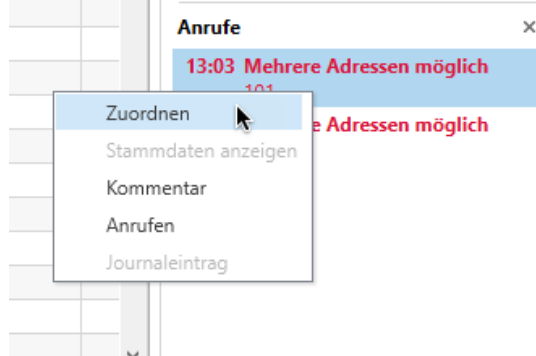 Anrufe
13:03 Mehrere Adressen möglich
101
e Adressen möglich
Zuordnen
Stammdaten anzeigen
Kommentar
Anrufen
Journaleintrag